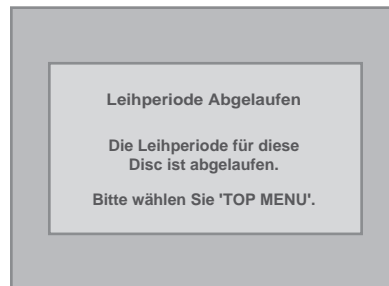 Leihperiode Abgelaufen
Die Leihperiode für diese
Disc ist abgelaufen.
Bitte wählen Sie 'TOP MENU'.